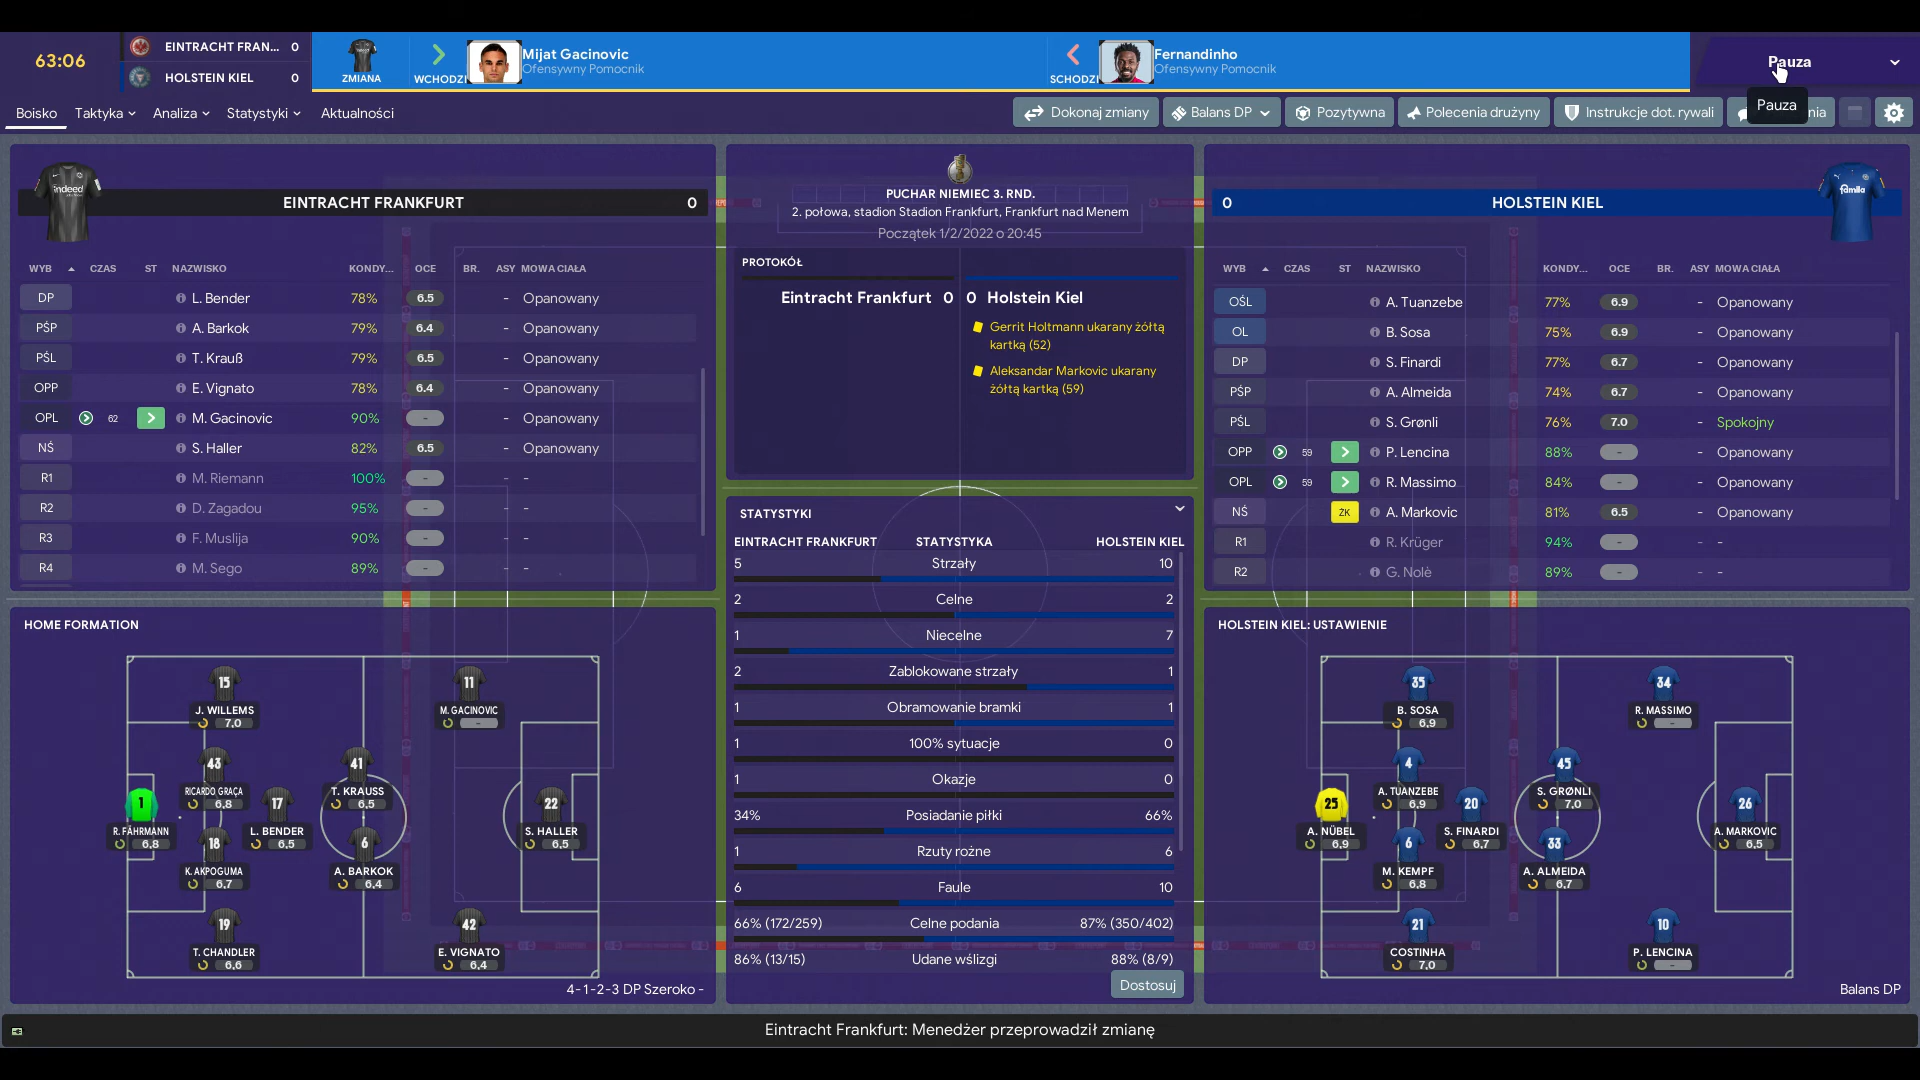 63:06
EINTRACHT FRAN... 0
HOLSTEIN KIEL 0
ZMIANA
WCHODZI
Mijat Gacinovic
Ofensywny Pomocnik
SCHODZI
Fernandinho
Ofensywny Pomocnik
Pauza
Boisko Taktyka Analiza Statystyki Aktualności
Dokonaj zmiany Balans DP Pozytywna Polecenia drużyny Instrukcje dot. rywali
Pauza
indeed
EINTRACHT FRANKFURT 0
WYB CZAS ST NAZWISKO KONDY... OCE BR. ASY MOWA CIAŁA
DP L. Bender 78% 6.5 - Opanowany
PŚP A. Barkok 79% 6.4 - Opanowany
PŚL T. Krauß 79% 6.5 - Opanowany
OPP E. Vignato 78% 6.4 - Opanowany
OPL 62 M. Gacinovic 90% - - Opanowany
NŚ S. Haller 82% 6.5 - Opanowany
R1 M. Riemann 100% - - -
R2 D. Zagadou 95% - - -
R3 F. Muslija 90% - - -
R4 M. Sego 89% - - -
PUCHAR NIEMIEC 3. RND.
2. połowa, stadion Stadion Frankfurt, Frankfurt nad Menem
Początek 1/2/2022 o 20:45
PROTOKÓŁ
Eintracht Frankfurt 0 0 Holstein Kiel
Gerrit Holtmann ukarany żółtą
kartką (52)
Aleksandar Markovic ukarany
żółtą kartką (59)
STATYSTYKI
EINTRACHT FRANKFURT STATYSTYKA HOLSTEIN KIEL
5 Strzały 10
2 Celne 2
1 Niecelne 7
2 Zablokowane strzały 1
1 Obramowanie bramki 1
1 100% sytuacje 0
1 Okazje 0
34% Posiadanie piłki 66%
1 Rzuty rożne 6
6 Faule 10
66% (172/259) Celne podania 87% (350/402)
86% (13/15) Udane wślizgi 88% (8/9)
Dostosuj
familla
0 HOLSTEIN KIEL
WYB CZAS ST NAZWISKO KONDY... OCE BR. ASY MOWA CIAŁA
OŚL A. Tuanzebe 77% 6.9 - Opanowany
OL B. Sosa 75% 6.9 - Opanowany
DP S. Finardi 77% 6.7 - Opanowany
PŚP A. Almeida 74% 6.7 - Opanowany
PŚL S. Grønli 76% 7.0 - Spokojny
OPP 59 P. Lencina 88% - - Opanowany
OPL 59 R. Massimo 84% - - Opanowany
NŚ ŻK A. Markovic 81% 6.5 - Opanowany
R1 R. Krüger 94% - - -
R2 G. Nolè 89% - - -
HOME FORMATION
15
J. WILLEMS
7,0
11
M. GACINOVIC
-
43
RICARDO GRAÇA
6,8
41
T. KRAUSS
6,5
1
R. FÄHRMANN
6,8
17
L. BENDER
6,5
22
S. HALLER
6,5
18
K. AKPOGUMA
6,7
6
A. BARKOK
6,4
19
T. CHANDLER
6,6
42
E. VIGNATO
6,4
4-1-2-3 DP Szeroko -
HOLSTEIN KIEL: USTAWIENIE
35
B. SOSA
6,9
34
R. MASSIMO
-
4
A. TUANZEBE
6,9
45
S. GRØNLI
7,0
25
A. NÜBEL
6,9
20
S. FINARDI
6,7
26
A. MARKOVIC
6,5
6
M. KEMPF
6,8
33
A. ALMEIDA
6,7
21
COSTINHA
7,0
10
P. LENCINA
-
Balans DP
Eintracht Frankfurt: Menedżer przeprowadził zmianę